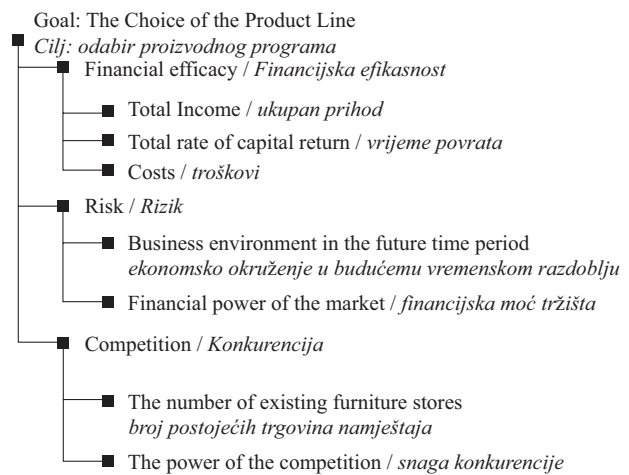 Goal: The Choice of the Product Line
Cilj: odabir proizvodnog programa
Financial efficacy / Financijska efikasnost
Total Income / ukupan prihod
Total rate of capital return / vrijeme povrata
Costs / troškovi
Risk / Rizik
Business environment in the future time period
ekonomsko okruženje u budućemu vremenskom razdoblju
Financial power of the market / financijska moć tržišta
Competition / Konkurencija
The number of existing furniture stores
broj postojećih trgovina namještaja
The power of the competition / snaga konkurencije